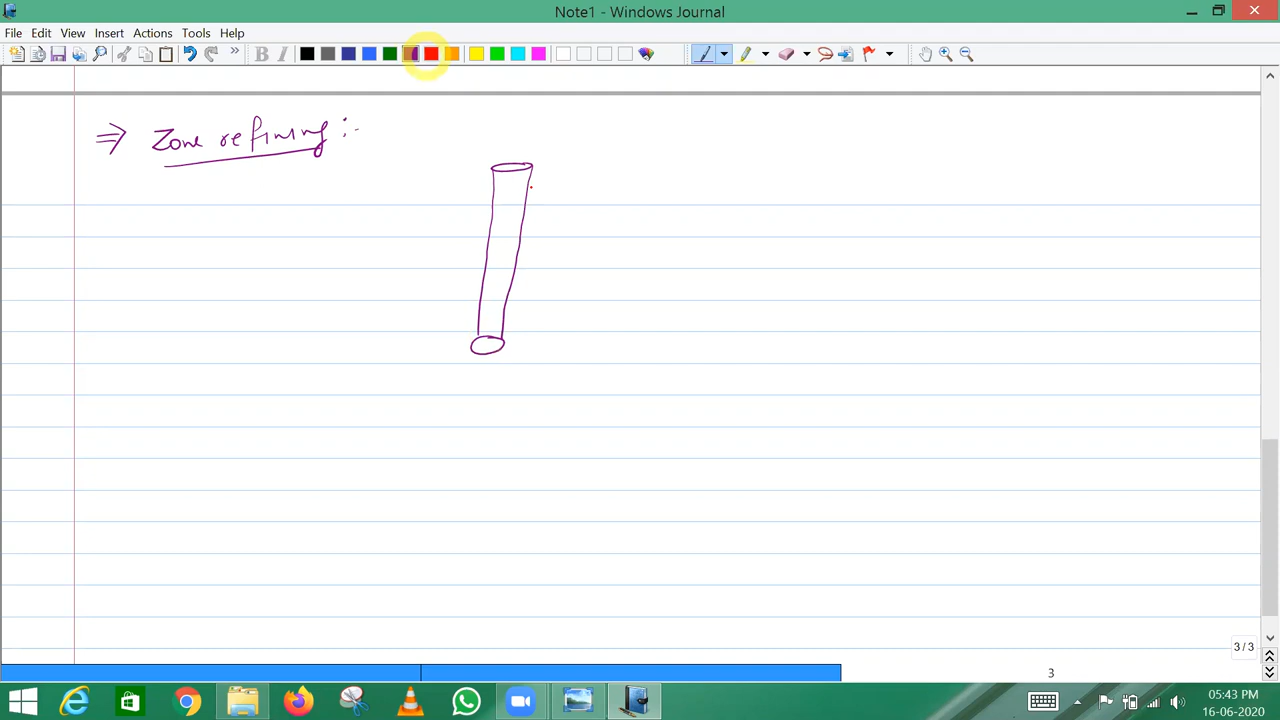 Note1 - Windows Journal
File Edit View Insert Actions Tools Help
B I
⇒ Zone refining :-
3/3
3
05:43 PM
16-06-2020